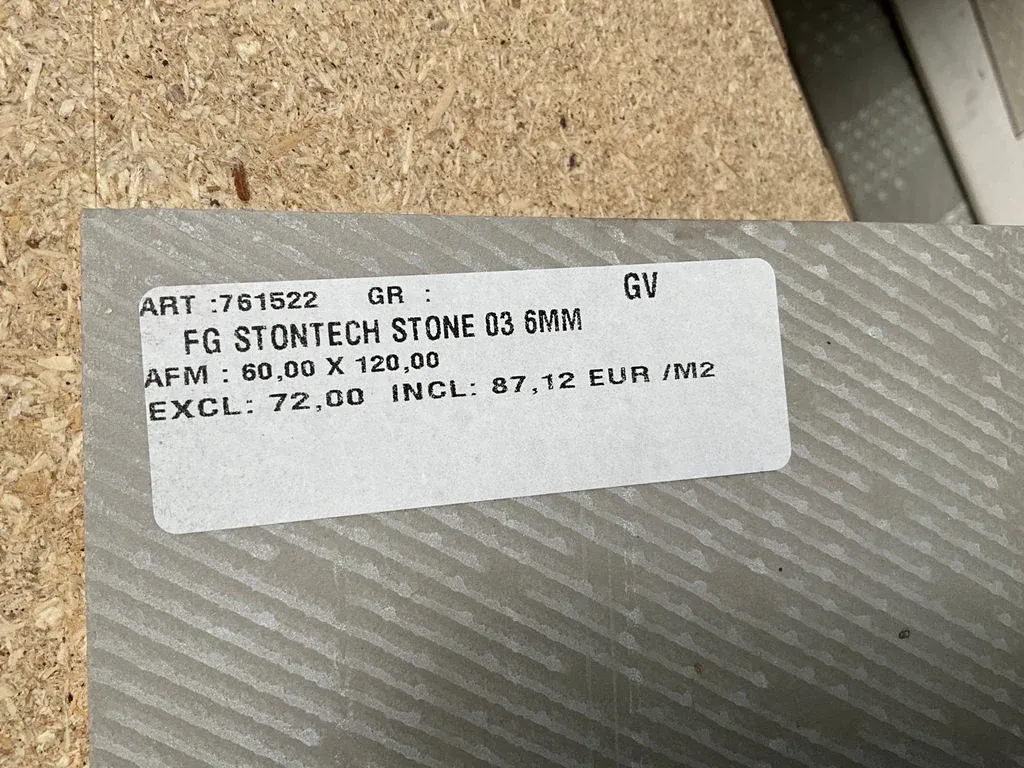 ART :761522 GR : GV
FG STONTECH STONE 03 6MM
AFM : 60,00 X 120,00
EXCL: 72,00 INCL: 87,12 EUR /M2